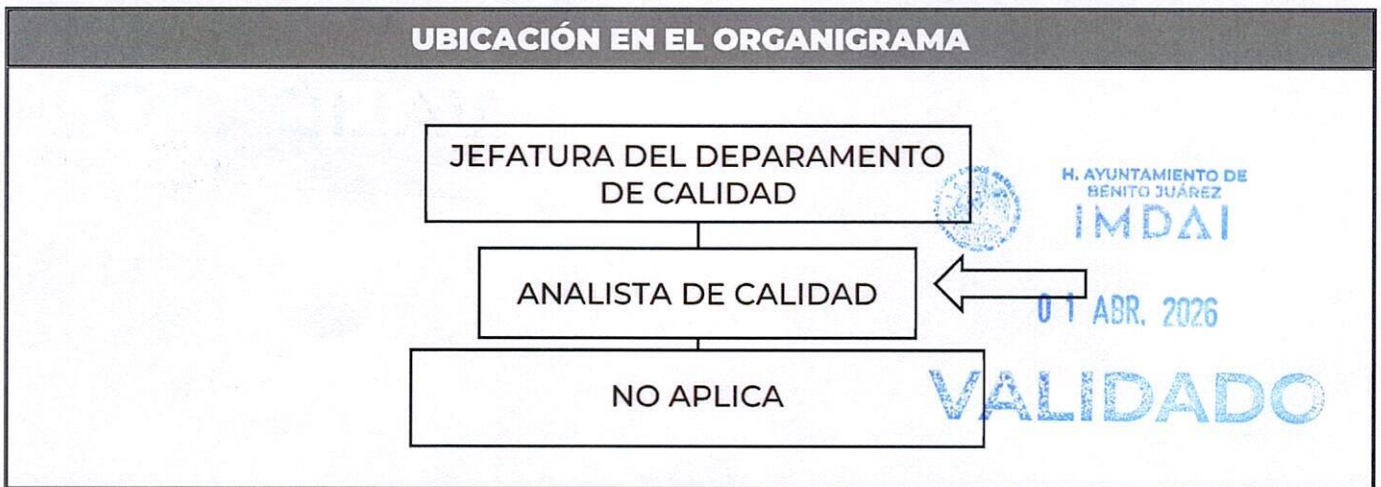 UBICACIÓN EN EL ORGANIGRAMA
JEFATURA DEL DEPARAMENTO
DE CALIDAD
H. AYUNTAMIENTO DE
BENITO JUÁREZ
IMDAI
ANALISTA DE CALIDAD
01 ABR. 2026
NO APLICA
VALIDADO